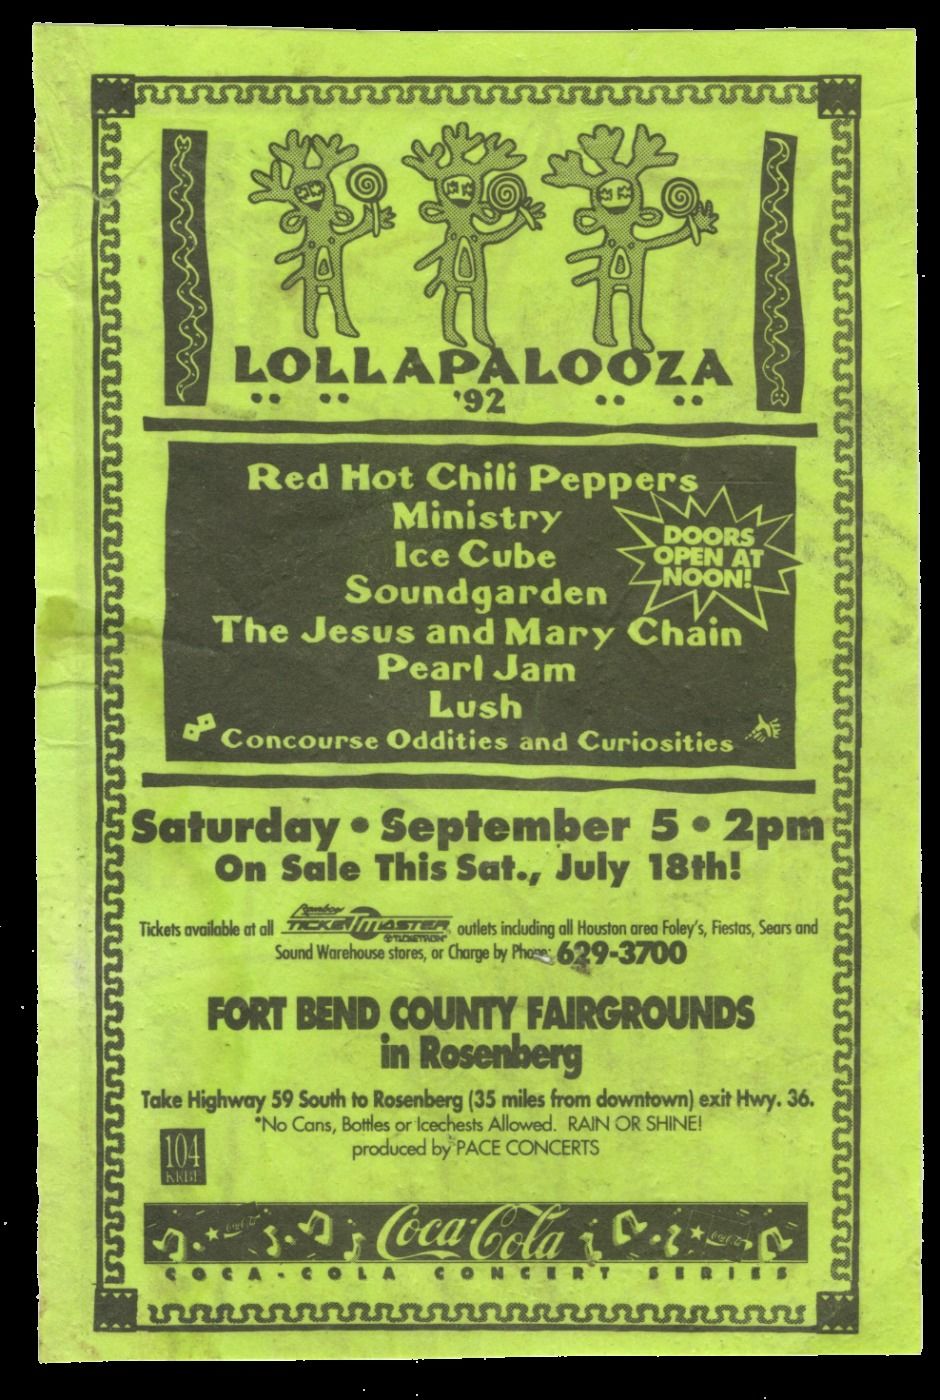 LOLLAPALOOZA
'92
Red Hot Chili Peppers
Ministry
Ice Cube
Soundgarden
The Jesus and Mary Chain
Pearl Jam
Lush
Concourse Oddities and Curiosities
DOORS
OPEN AT
NOON!
Saturday • September 5 • 2pm
On Sale This Sat., July 18th!
Tickets available at all Rainbow TICKETMASTER outlets including all Houston area Foley's, Fiestas, Sears and
Sound Warehouse stores, or Charge by Phone: 629-3700
FORT BEND COUNTY FAIRGROUNDS
in Rosenberg
Take Highway 59 South to Rosenberg (35 miles from downtown) exit Hwy. 36.
*No Cans, Bottles or Icechests Allowed. RAIN OR SHINE!
produced by PACE CONCERTS
104
KRBE
Coca-Cola
COCA-COLA CONCERT SERIES